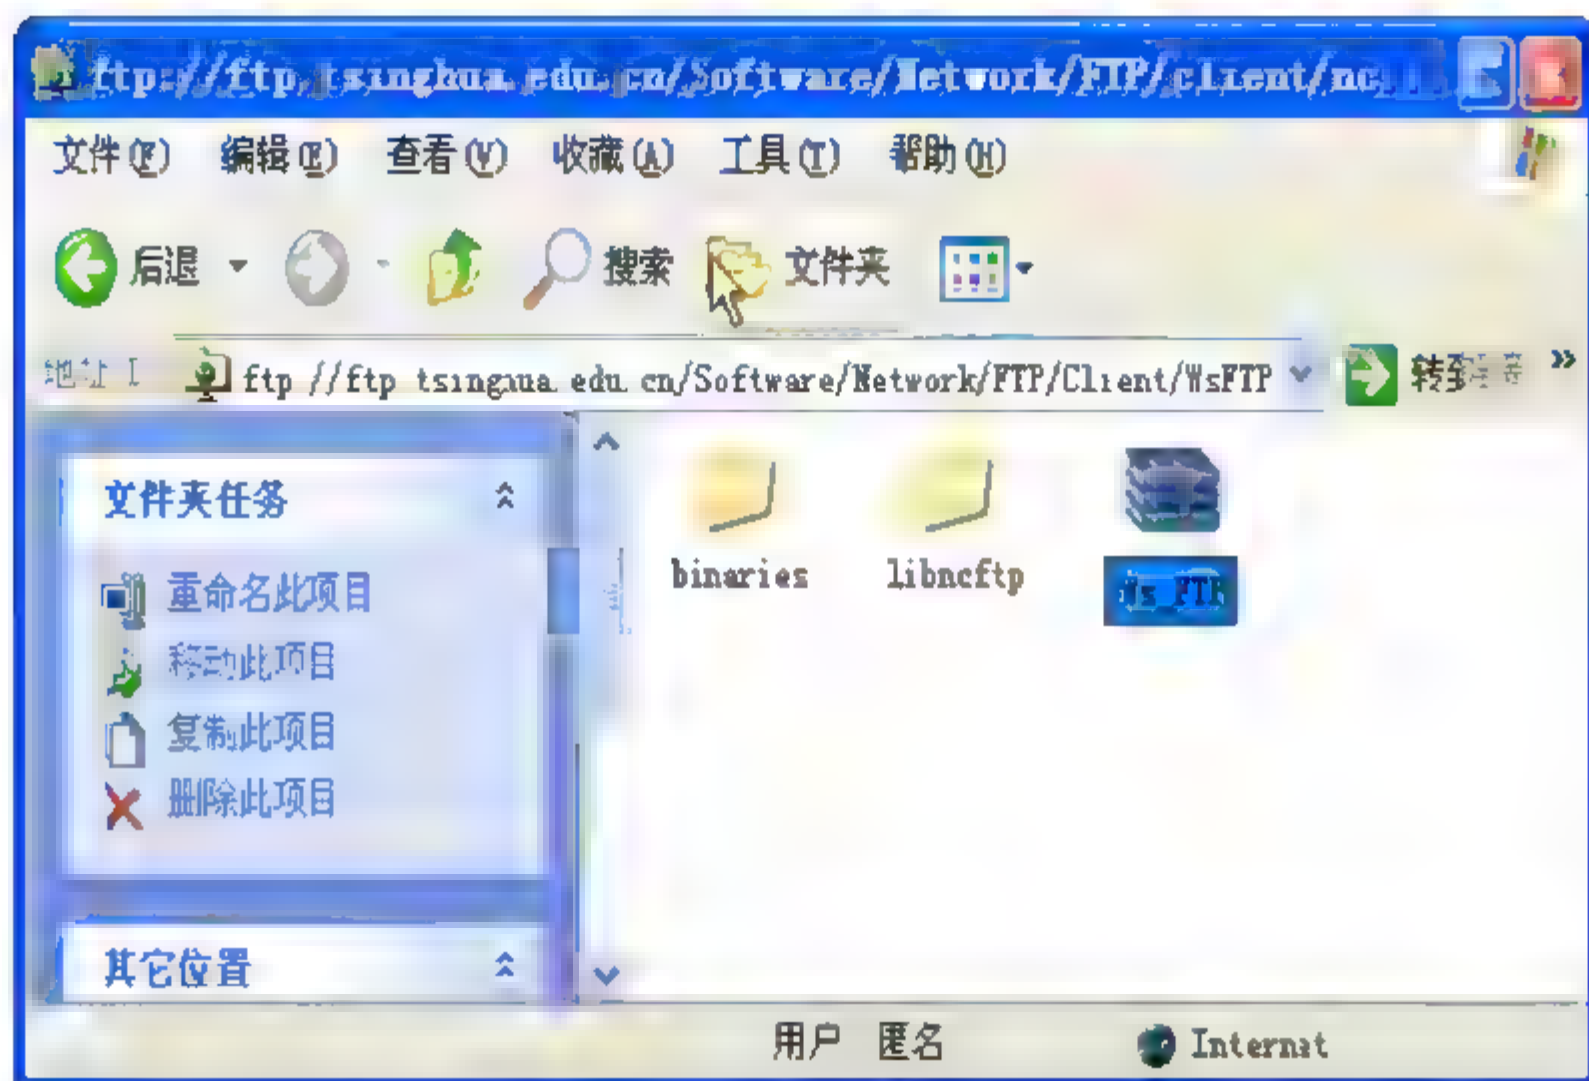 ftp://ftp.tsinghua.edu.cn/Software/Network/FTP/client/nc
文件(F) 编辑(E) 查看(V) 收藏(A) 工具(T) 帮助(H)
后退 搜索 文件夹
ftp //ftp tsinghua edu. cn/Software/Network/FTP/Client/WsFTP 转到 »
文件夹任务
binaries libncftp Ws_FTP
重命名此项目
移动此项目
复制此项目
删除此项目
其它位置
用户 匿名 Internet